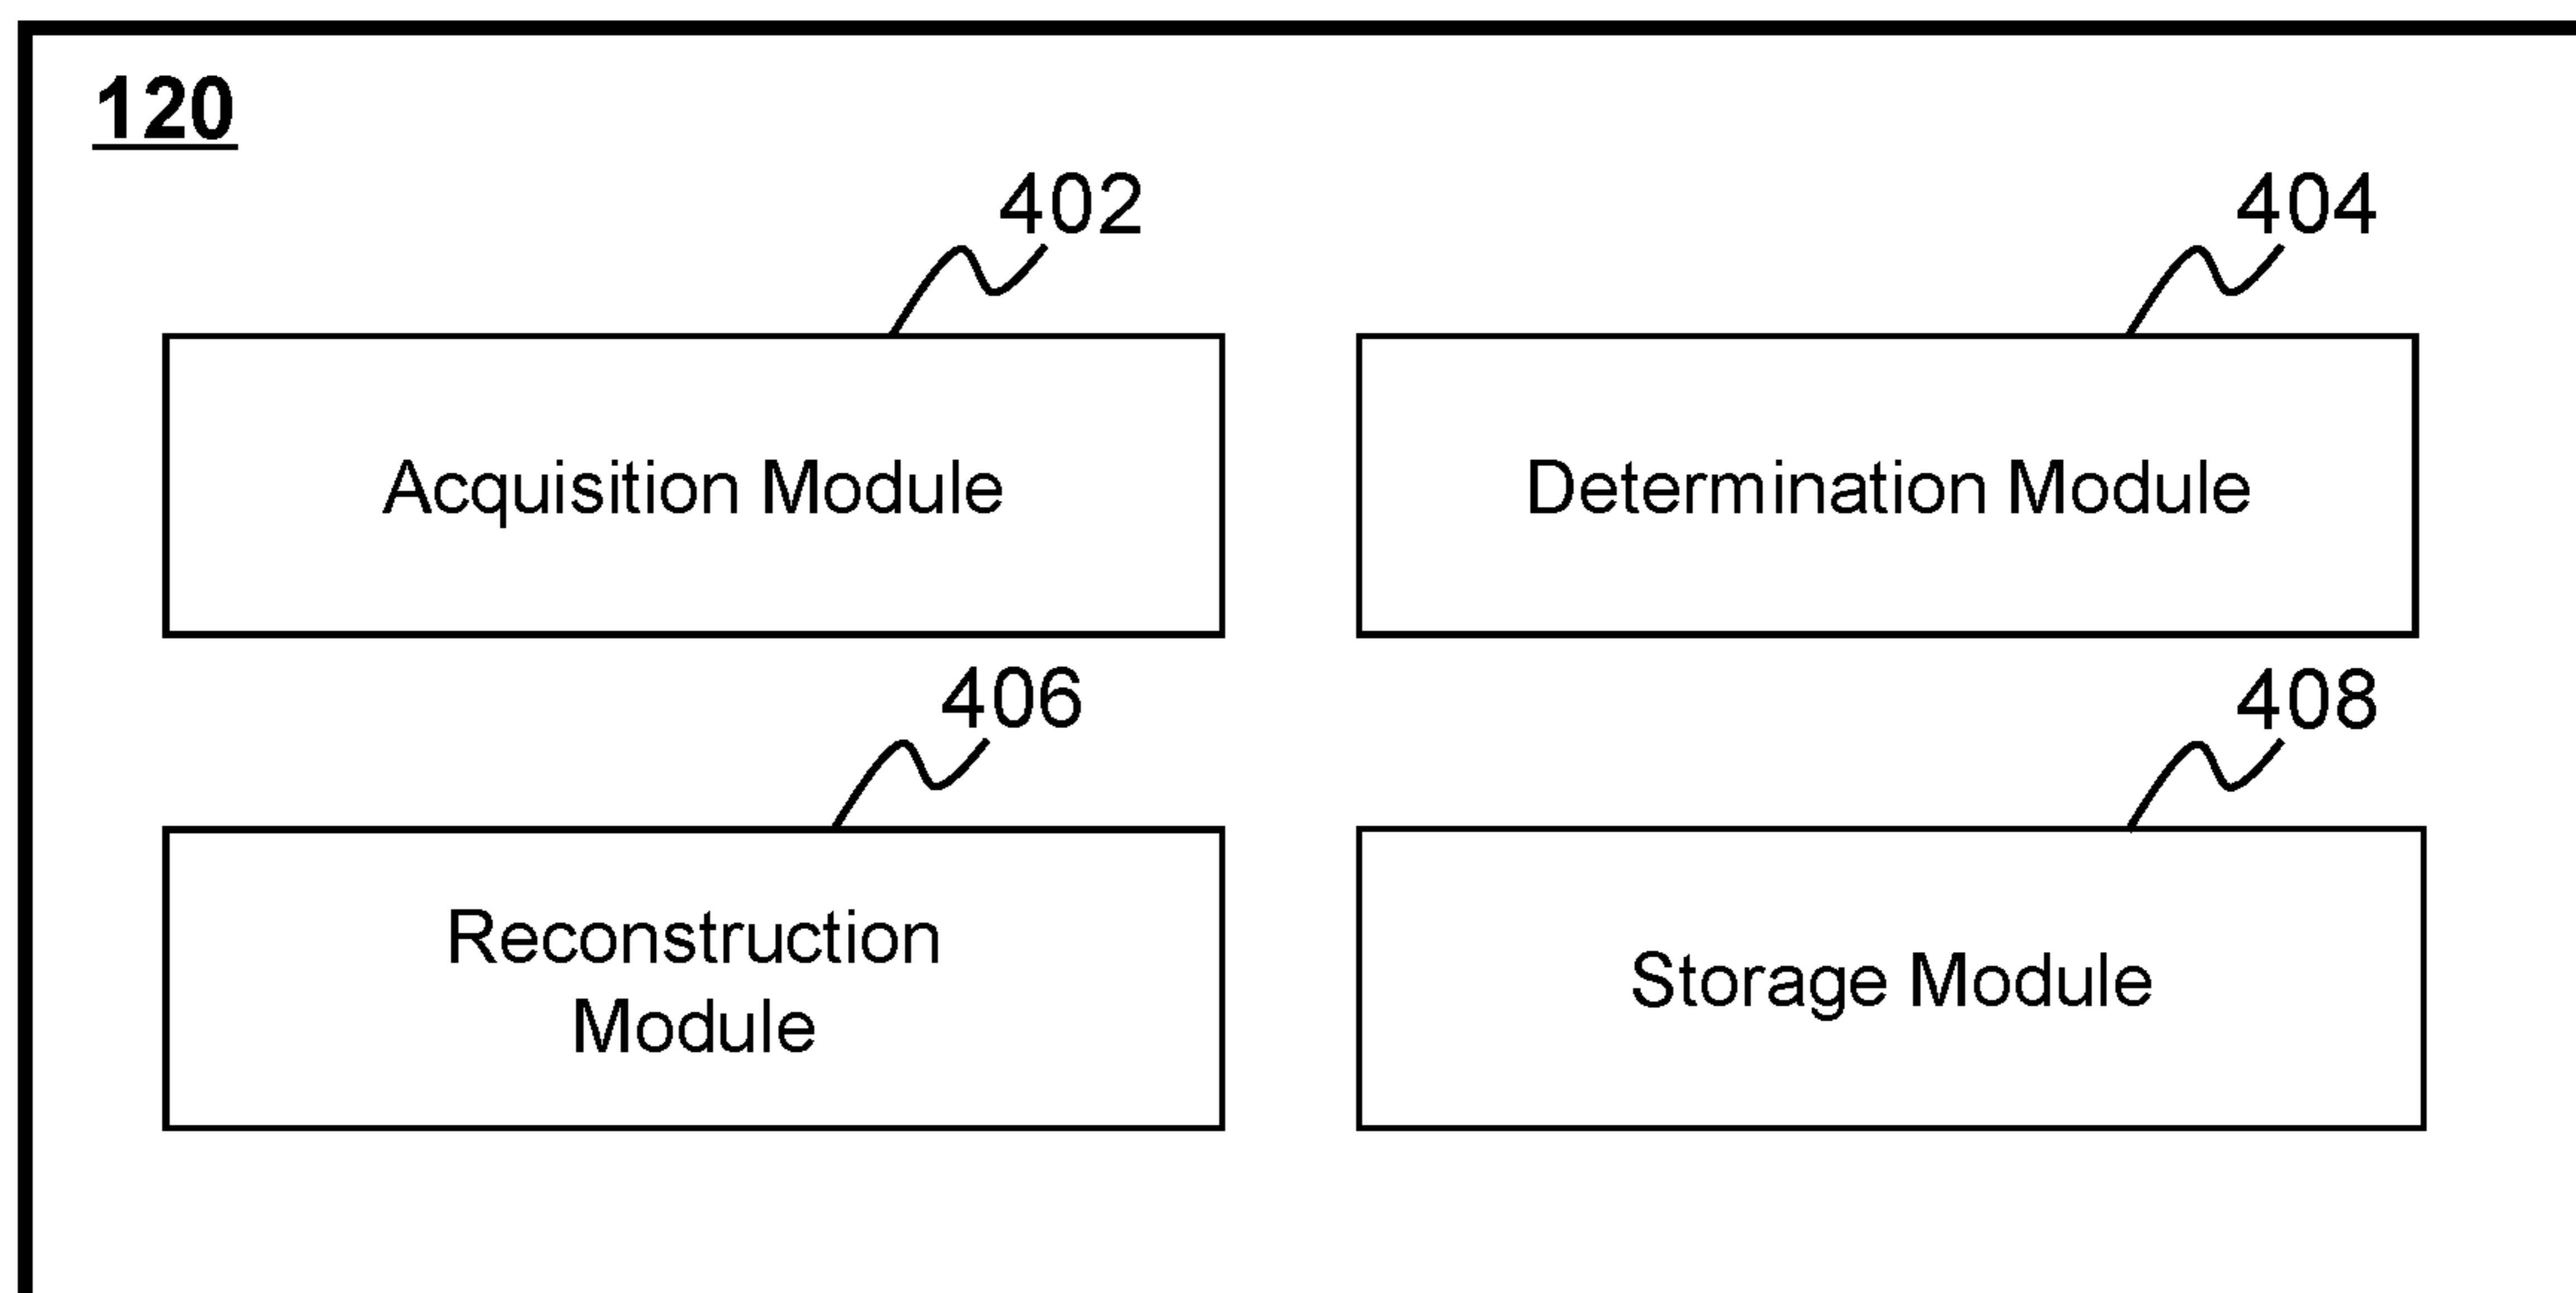 120
402
404
Acquisition Module
Determination Module
406
408
Reconstruction
Module
Storage Module